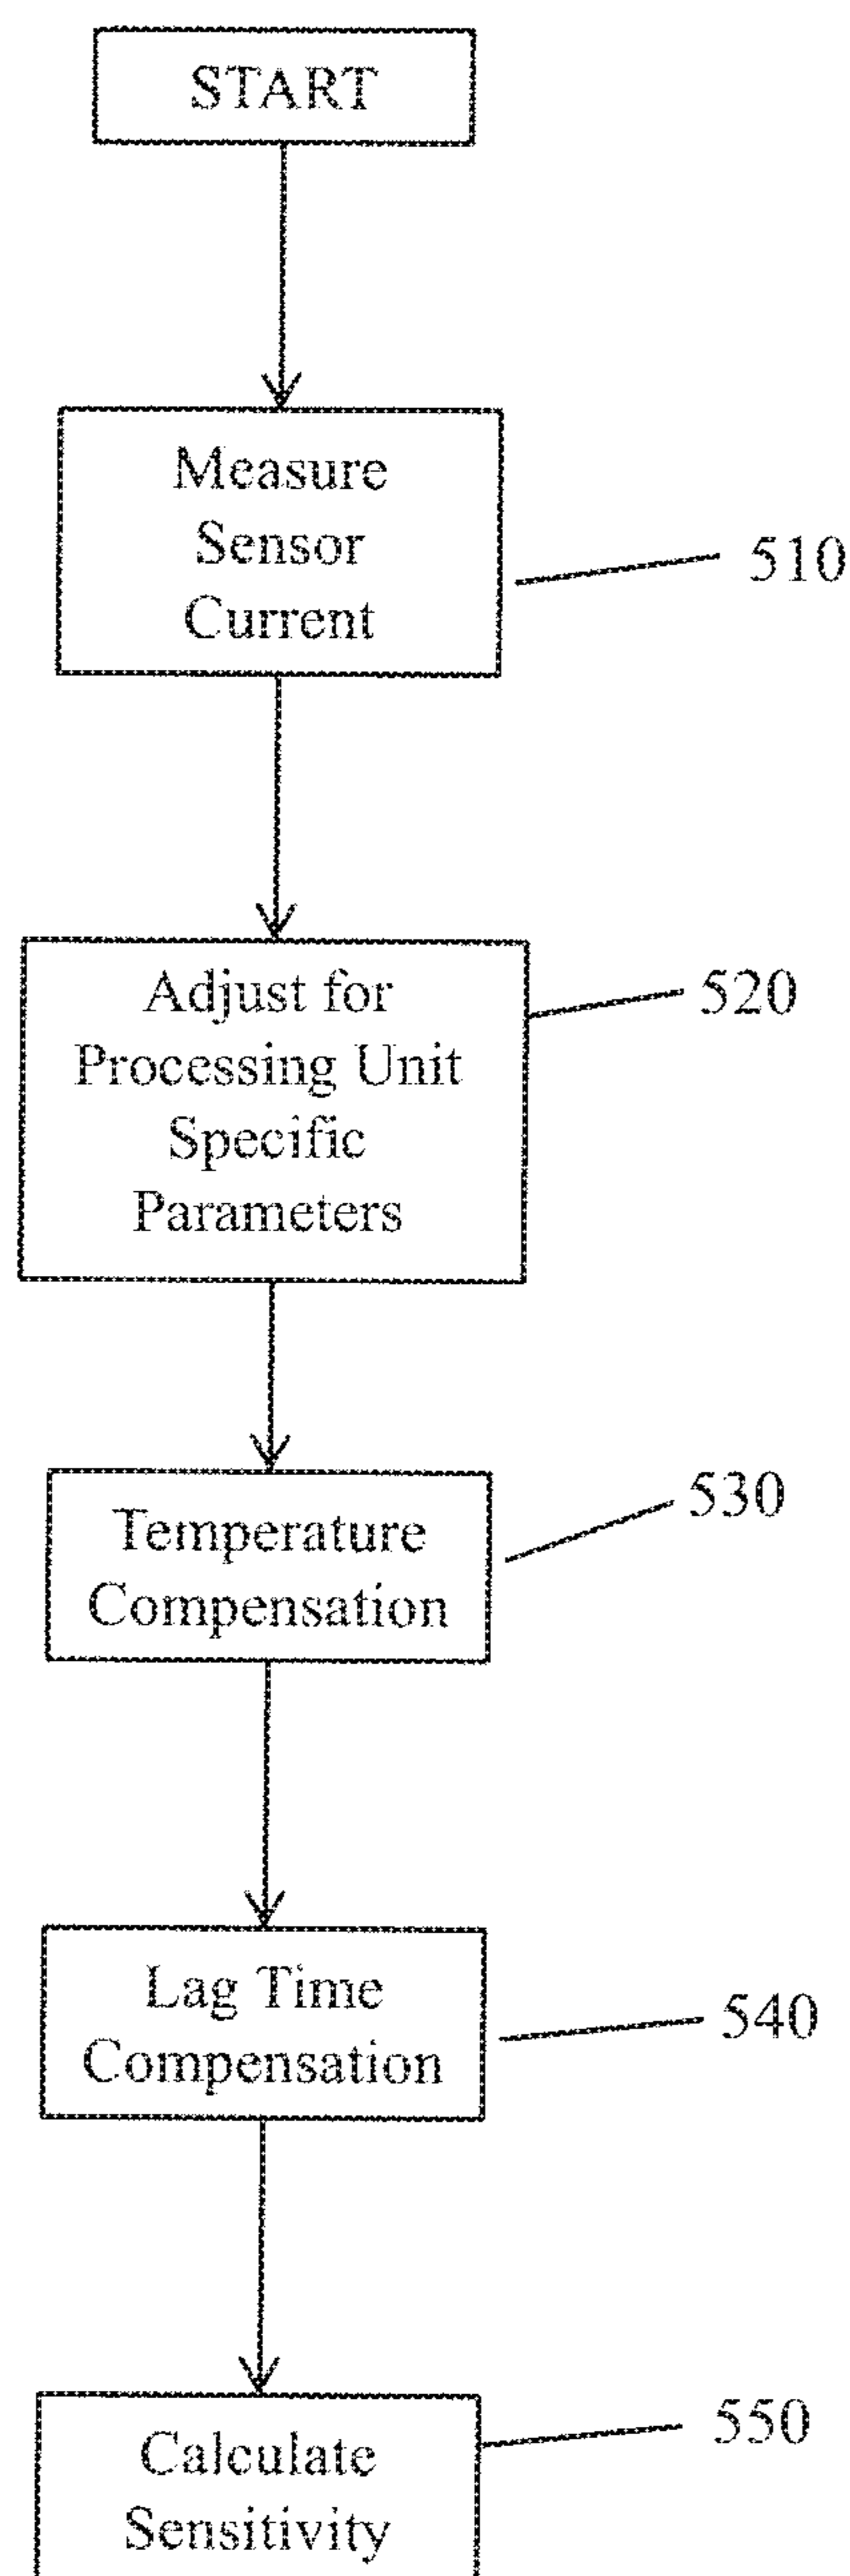 START
Measure
Sensor
Current
510
Adjust for
Processing Unit
Specific
Parameters
520
Temperature
Compensation
530
Lag Time
Compensation
540
Calculate
Sensitivity
550